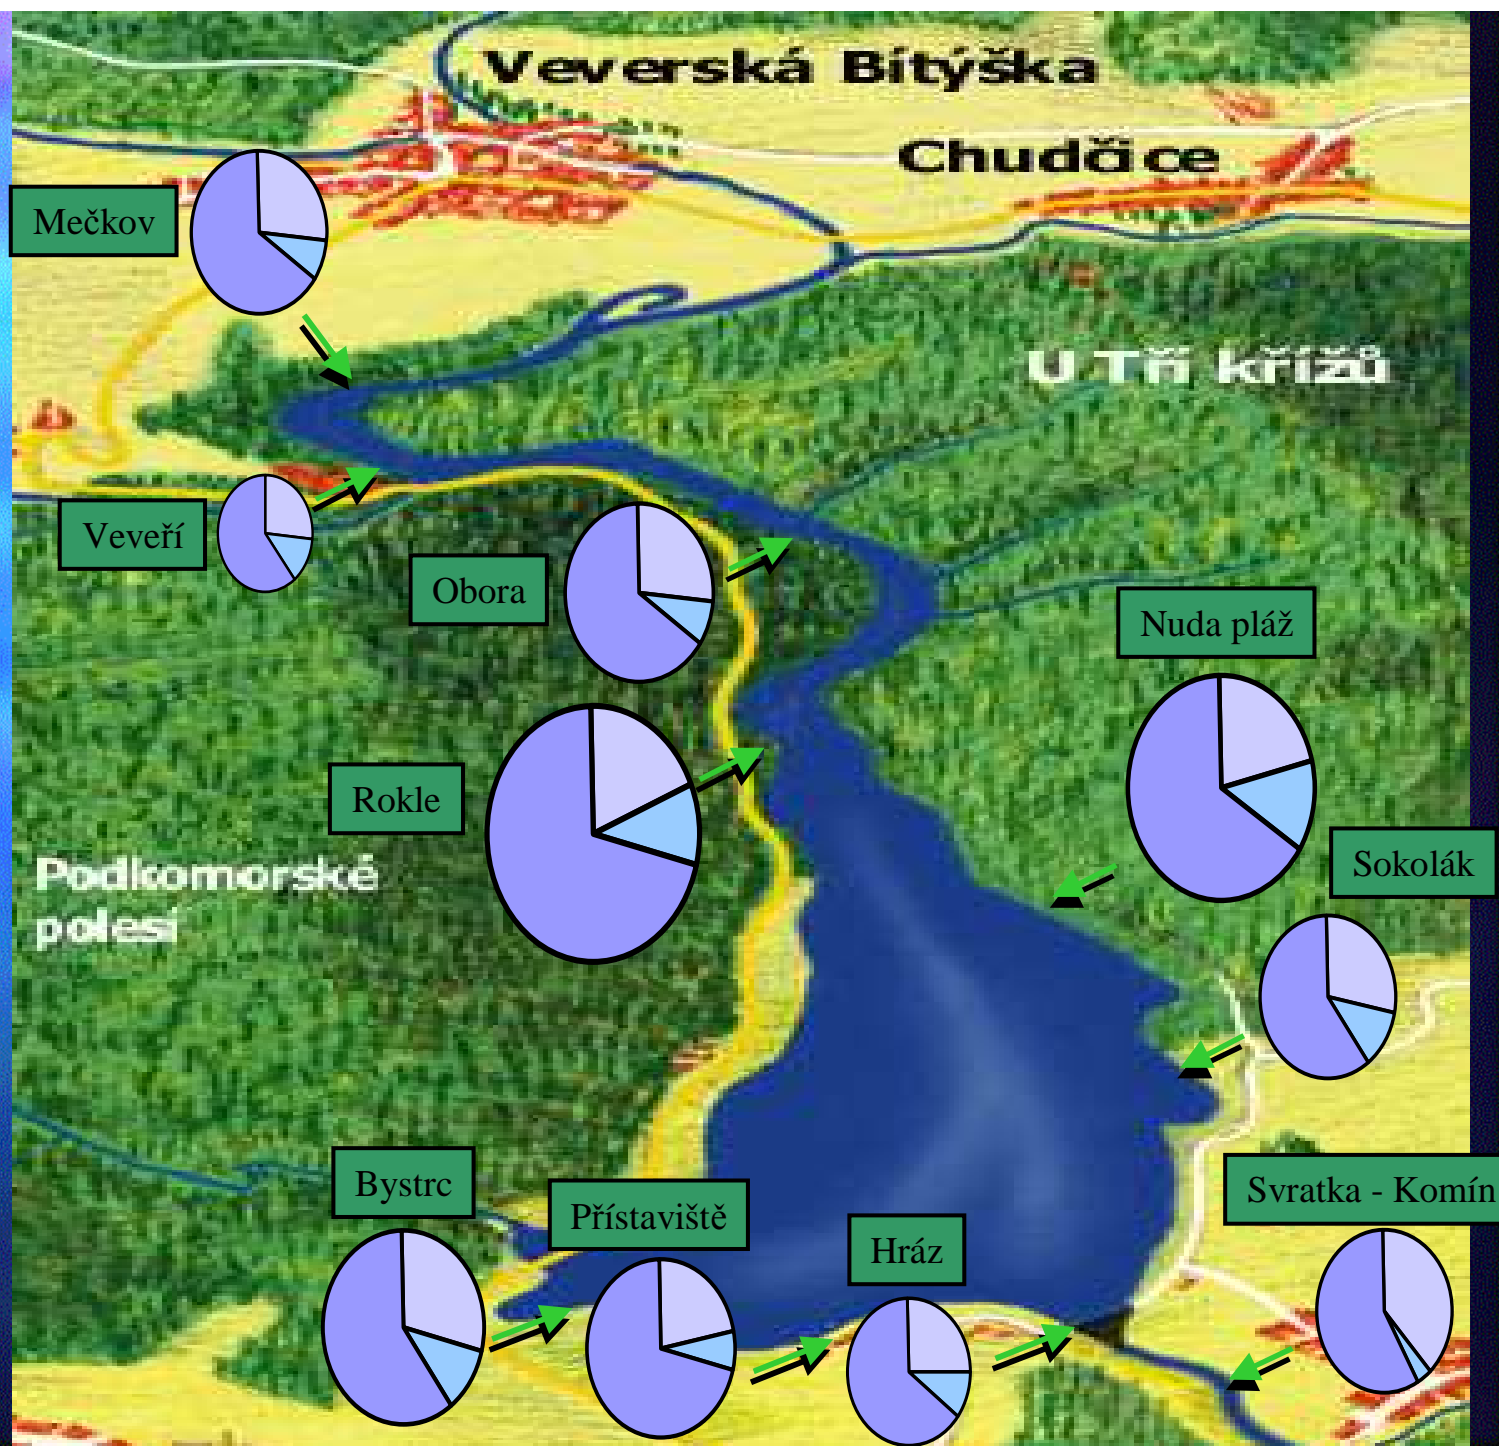 Veverská Bítýška
Chudčice
Mečkov
U Tří křížů
Veveří
Obora
Nuda pláž
Rokle
Sokolák
Podkomorské
polesí
Bystrc
Přístaviště
Hráz
Svratka - Komín